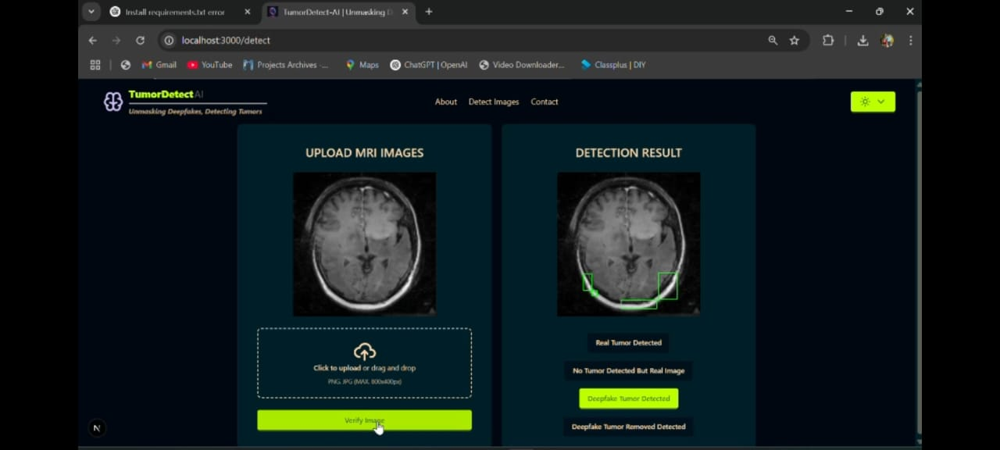 Install requirements.txt error
TumorDetect-AI | Unmasking D
localhost:3000/detect
Gmail
YouTube
Projects Archives -...
Maps
ChatGPT | OpenAI
Video Downloader...
Classplus | DIY
TumorDetect AI
Unmasking Deepfakes, Detecting Tumors
About
Detect Images
Contact
UPLOAD MRI IMAGES
Click to upload or drag and drop
PNG, JPG (MAX. 800x400px)
Verify Image
DETECTION RESULT
Real Tumor Detected
No Tumor Detected But Real Image
Deepfake Tumor Detected
Deepfake Tumor Removed Detected
N